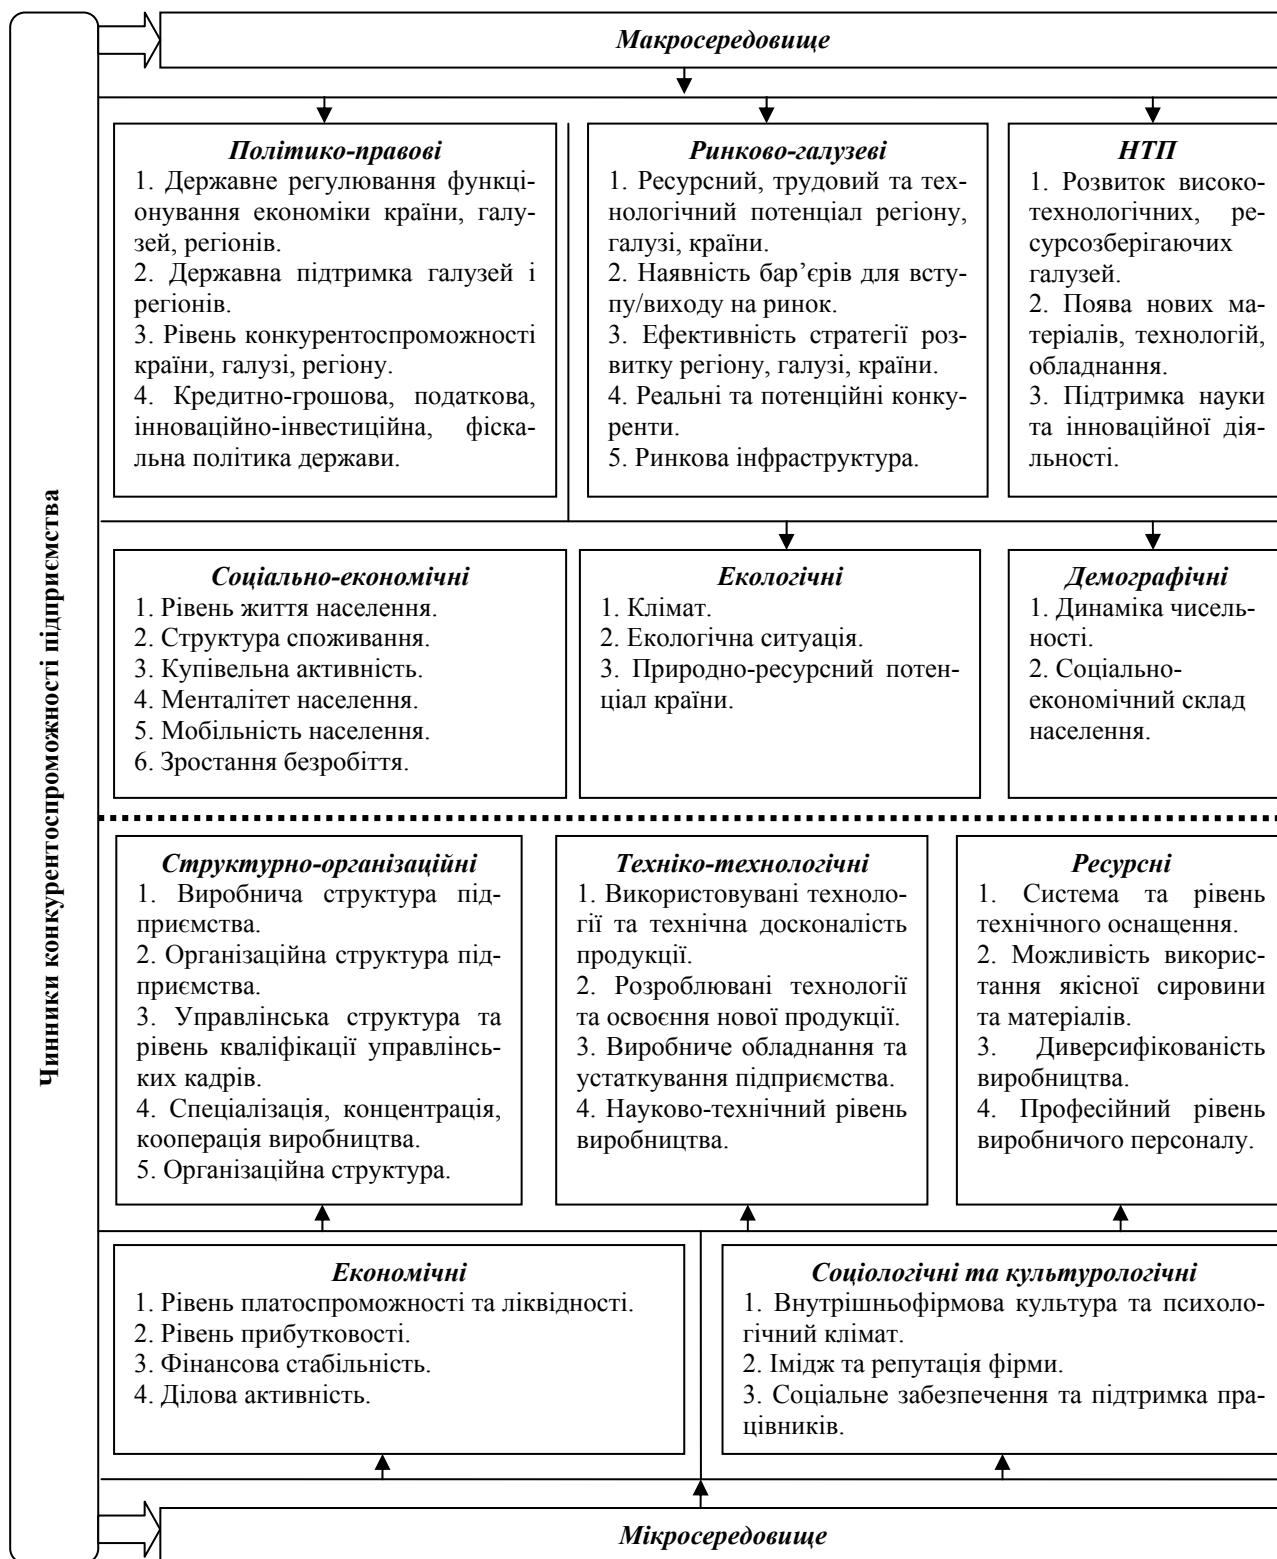 Чинники конкурентоспроможності підприємства
Макросередовище
Політико-правові
1. Державне регулювання функці-
онування економіки країни, галу-
зей, регіонів.
2. Державна підтримка галузей і
регіонів.
3. Рівень конкурентоспроможності
країни, галузі, регіону.
4. Кредитно-грошова, податкова,
інноваційно-інвестиційна, фіска-
льна політика держави.
Ринково-галузеві
1. Ресурсний, трудовий та тех-
нологічний потенціал регіону,
галузі, країни.
2. Наявність бар’єрів для всту-
пу/виходу на ринок.
3. Ефективність стратегії роз-
витку регіону, галузі, країни.
4. Реальні та потенційні конку-
ренти.
5. Ринкова інфраструктура.
НТП
1. Розвиток високо-
технологічних, ре-
сурсозберігаючих
галузей.
2. Поява нових ма-
теріалів, технологій,
обладнання.
3. Підтримка науки
та інноваційної дія-
льності.
Соціально-економічні
1. Рівень життя населення.
2. Структура споживання.
3. Купівельна активність.
4. Менталітет населення.
5. Мобільність населення.
6. Зростання безробіття.
Екологічні
1. Клімат.
2. Екологічна ситуація.
3. Природно-ресурсний потен-
ціал країни.
Демографічні
1. Динаміка чисель-
ності.
2. Соціально-
економічний склад
населення.
Структурно-організаційні
1. Виробнича структура під-
приємства.
2. Організаційна структура під-
приємства.
3. Управлінська структура та
рівень кваліфікації управлінсь-
ких кадрів.
4. Спеціалізація, концентрація,
кооперація виробництва.
5. Організаційна структура.
Техніко-технологічні
1. Використовувані техноло-
гії та технічна досконалість
продукції.
2. Розроблювані технології
та освоєння нової продукції.
3. Виробниче обладнання та
устаткування підприємства.
4. Науково-технічний рівень
виробництва.
Ресурсні
1. Система та рівень
технічного оснащення.
2. Можливість викорис-
тання якісної сировини
та матеріалів.
3. Диверсифікованість
виробництва.
4. Професійний рівень
виробничого персоналу.
Економічні
1. Рівень платоспроможності та ліквідності.
2. Рівень прибутковості.
3. Фінансова стабільність.
4. Ділова активність.
Соціологічні та культурологічні
1. Внутрішньофірмова культура та психоло-
гічний клімат.
2. Імідж та репутація фірми.
3. Соціальне забезпечення та підтримка пра-
цівників.
Мікросередовище